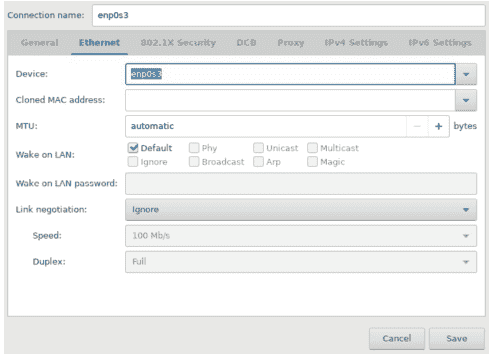 Connection name: enp0s3
General Ethernet 802.1X Security DCB Proxy IPv4 Settings IPv6 Settings
Device: enp0s3
Cloned MAC address:
MTU: automatic − + bytes
Wake on LAN: Default Phy Unicast Multicast
Ignore Broadcast Arp Magic
Wake on LAN password:
Link negotiation: Ignore
Speed: 100 Mb/s
Duplex: Full
Cancel Save